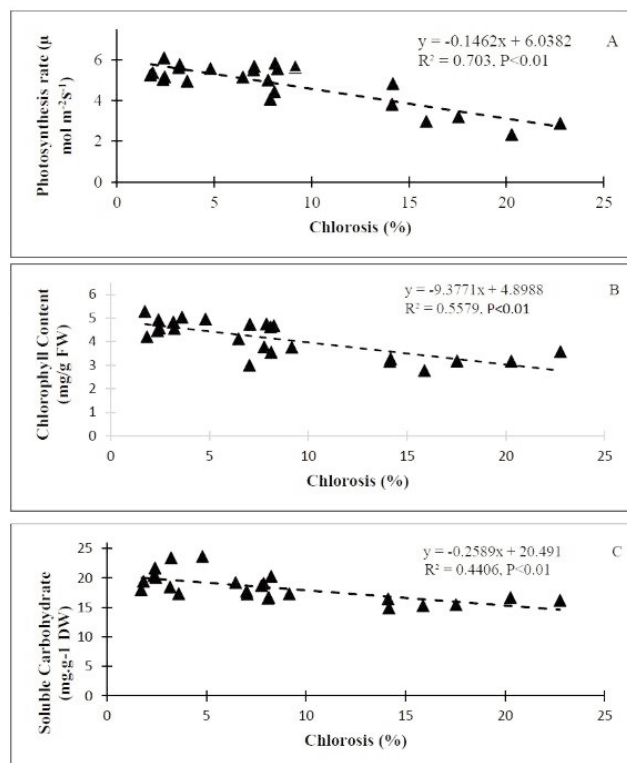 y = -0.1462x + 6.0382
A
R² = 0.703, P<0.01
Photosynthesis rate (μ
mol m⁻²s⁻¹)
6
4
2
0
0 5 10 15 20 25
Chlorosis (%)
y = -9.3771x + 4.8988
B
R² = 0.5579, P<0.01
Chlorophyll Content
(mg/g FW)
6
5
4
3
2
1
0
0 5 10 15 20 25
Chlorosis (%)
y = -0.2589x + 20.491
C
R² = 0.4406, P<0.01
Soluble Carbohydrate
(mg.g-1 DW)
25
20
15
10
5
0
0 5 10 15 20 25
Chlorosis (%)